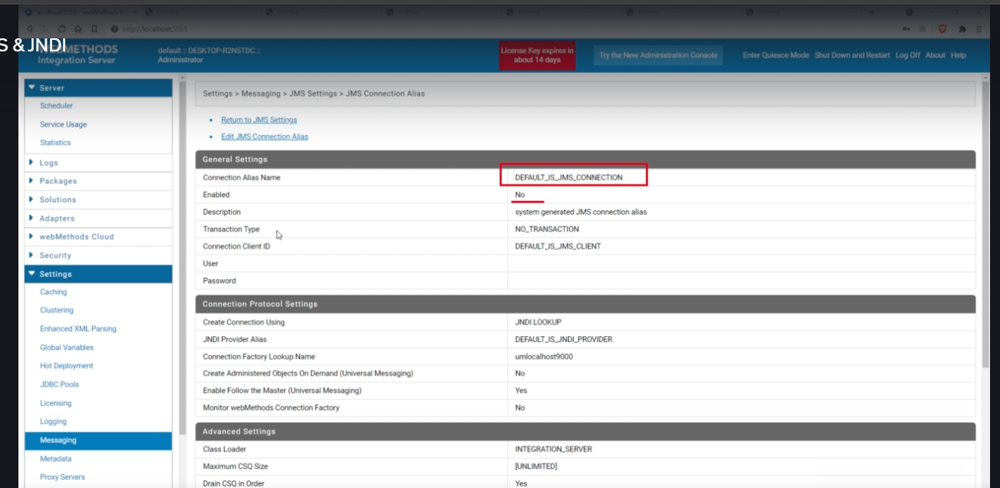 http://localhost:5555
S & JNDI
METHODS
Integration Server
default :: DESKTOP-R2N5TDC ::
Administrator
License Key expires in
about 14 days
Try the New Administration Console
Enter Quiesce Mode Shut Down and Restart Log Off About Help
Server
Scheduler
Service Usage
Statistics
Logs
Packages
Solutions
Adapters
webMethods Cloud
Security
Settings
Caching
Clustering
Enhanced XML Parsing
Global Variables
Hot Deployment
JDBC Pools
Licensing
Logging
Messaging
Metadata
Proxy Servers
Settings > Messaging > JMS Settings > JMS Connection Alias
Return to JMS Settings
Edit JMS Connection Alias
General Settings
Connection Alias Name DEFAULT_IS_JMS_CONNECTION
Enabled No
Description system generated JMS connection alias
Transaction Type NO_TRANSACTION
Connection Client ID DEFAULT_IS_JMS_CLIENT
User
Password
Connection Protocol Settings
Create Connection Using JNDI LOOKUP
JNDI Provider Alias DEFAULT_IS_JNDI_PROVIDER
Connection Factory Lookup Name umlocalhost9000
Create Administered Objects On Demand (Universal Messaging) No
Enable Follow the Master (Universal Messaging) Yes
Monitor webMethods Connection Factory No
Advanced Settings
Class Loader INTEGRATION_SERVER
Maximum CSQ Size [UNLIMITED]
Drain CSQ in Order Yes